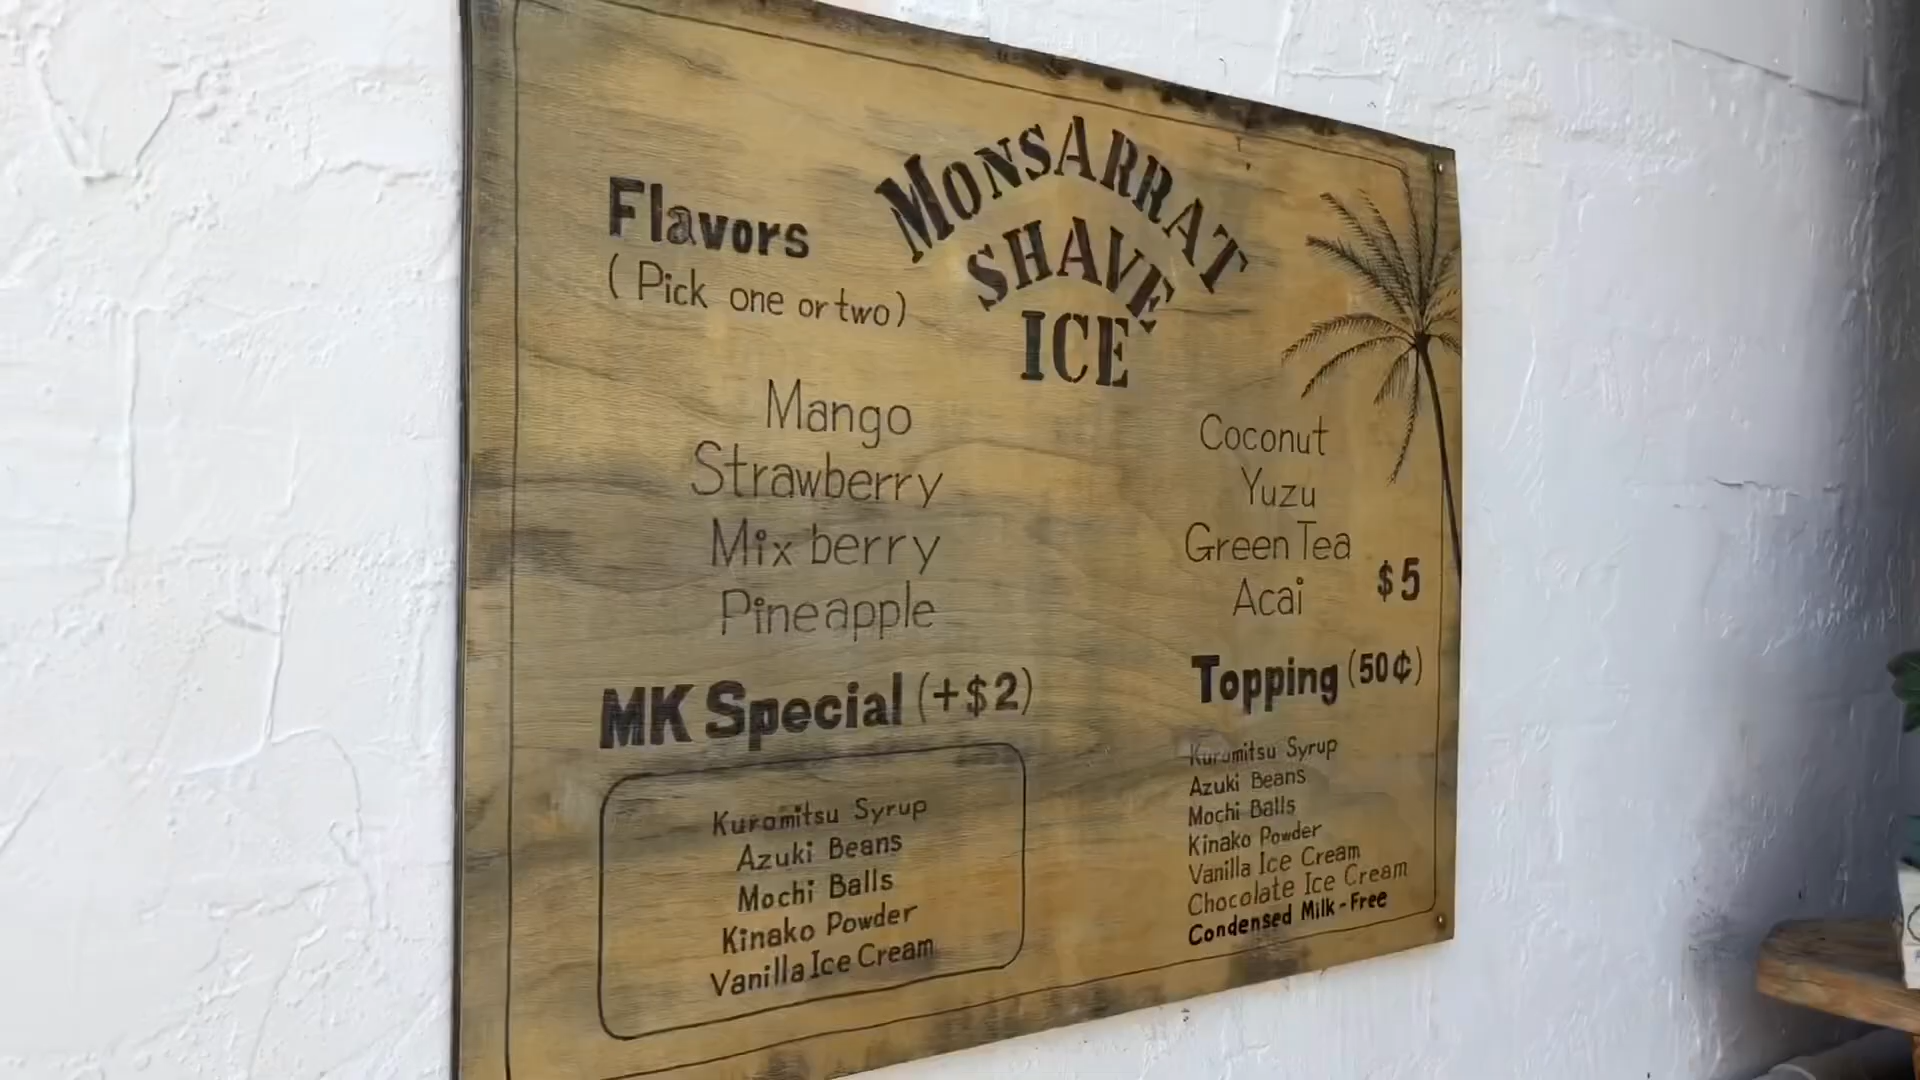 MONSARRAT
SHAVE
ICE
Flavors
(Pick one or two)
Mango
Strawberry
Mix berry
Pineapple
Coconut
Yuzu
Green Tea
Acai
$5
MK Special (+$2)
Kuromitsu Syrup
Azuki Beans
Mochi Balls
Kinako Powder
Vanilla Ice Cream
Topping (50¢)
Kuromitsu Syrup
Azuki Beans
Mochi Balls
Kinako Powder
Vanilla Ice Cream
Chocolate Ice Cream
Condensed Milk-Free